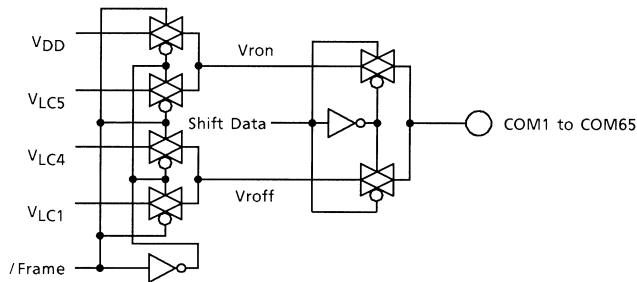 VDD
Vron
VLC5
Shift Data
COM1 to COM65
VLC4
Vroff
VLC1
/Frame